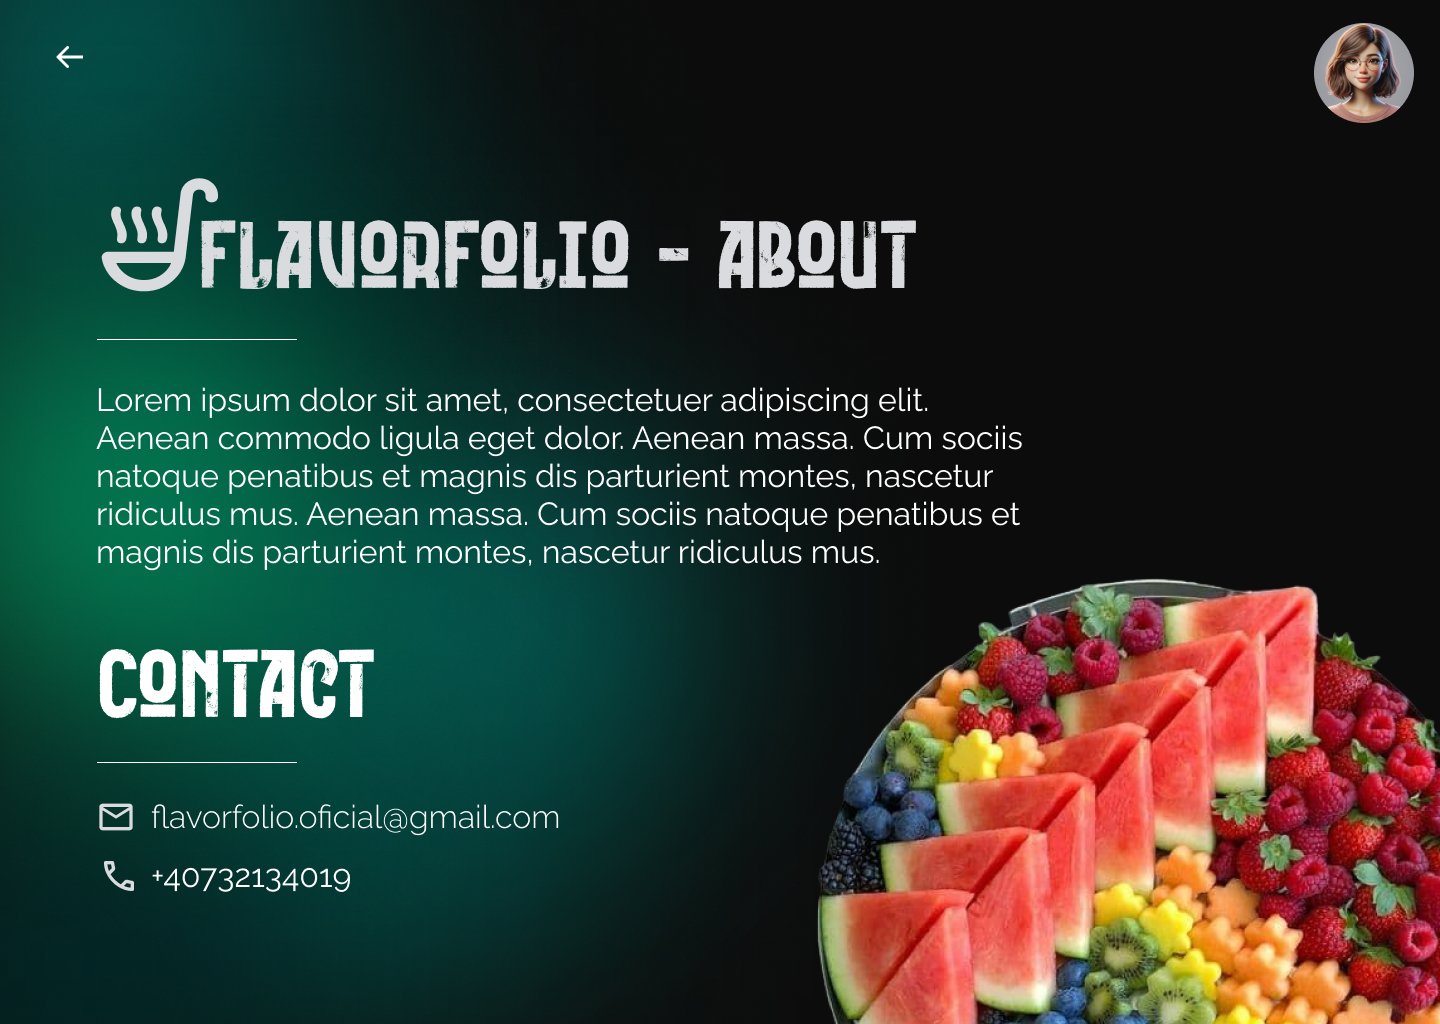 FLAVORFOLIO - ABOUT
Lorem ipsum dolor sit amet, consectetuer adipiscing elit.
Aenean commodo ligula eget dolor. Aenean massa. Cum sociis
natoque penatibus et magnis dis parturient montes, nascetur
ridiculus mus. Aenean massa. Cum sociis natoque penatibus et
magnis dis parturient montes, nascetur ridiculus mus.
CONTACT
flavorfolio.oficial@gmail.com
+40732134019